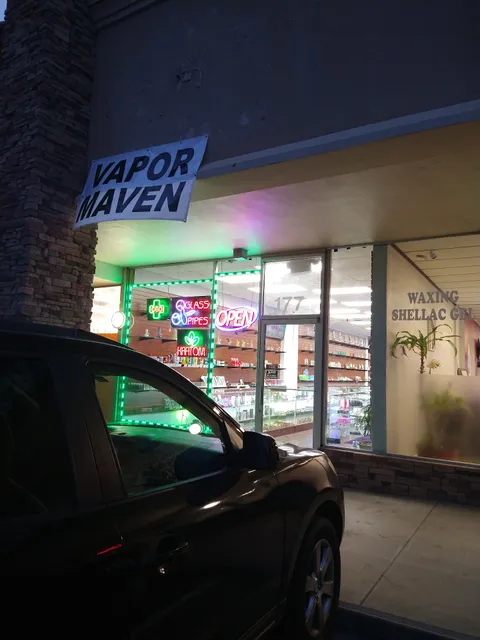 VAPOR
MAVEN
177
GLASS
PIPES
OPEN
KRATOM
WAXING
SHELLAC GEL